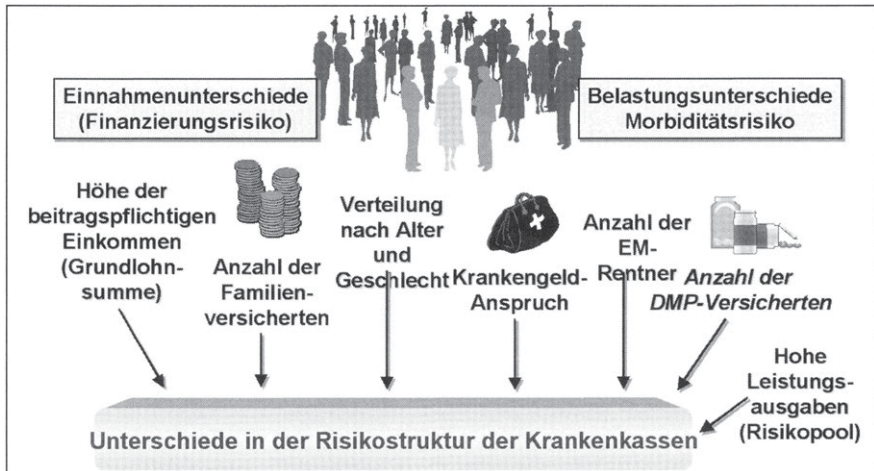 Einnahmenunterschiede
(Finanzierungsrisiko)
Belastungsunterschiede
Morbiditätsrisiko
Höhe der
beitragspflichtigen
Einkommen
(Grundlohn-
summe)
Anzahl der
Familien-
versicherten
Verteilung
nach Alter
und
Geschlecht
Krankengeld-
Anspruch
Anzahl der
EM-
Rentner
Anzahl der
DMP-Versicherten
Hohe
Leistungs-
ausgaben
(Risikopool)
Unterschiede in der Risikostruktur der Krankenkassen